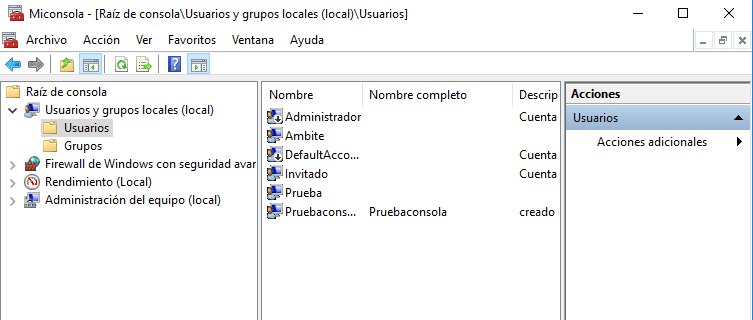 Miconsola - [Raíz de consola\Usuarios y grupos locales (local)\Usuarios]
Archivo Acción Ver Favoritos Ventana Ayuda
Raíz de consola
Usuarios y grupos locales (local)
Usuarios
Grupos
Firewall de Windows con seguridad avar
Rendimiento (Local)
Administración del equipo (local)
Nombre Nombre completo Descrip
Administrador Cuenta
Ambite
DefaultAcco... Cuenta
Invitado Cuenta
Prueba
Pruebacons... Pruebaconsola creado
Acciones
Usuarios
Acciones adicionales